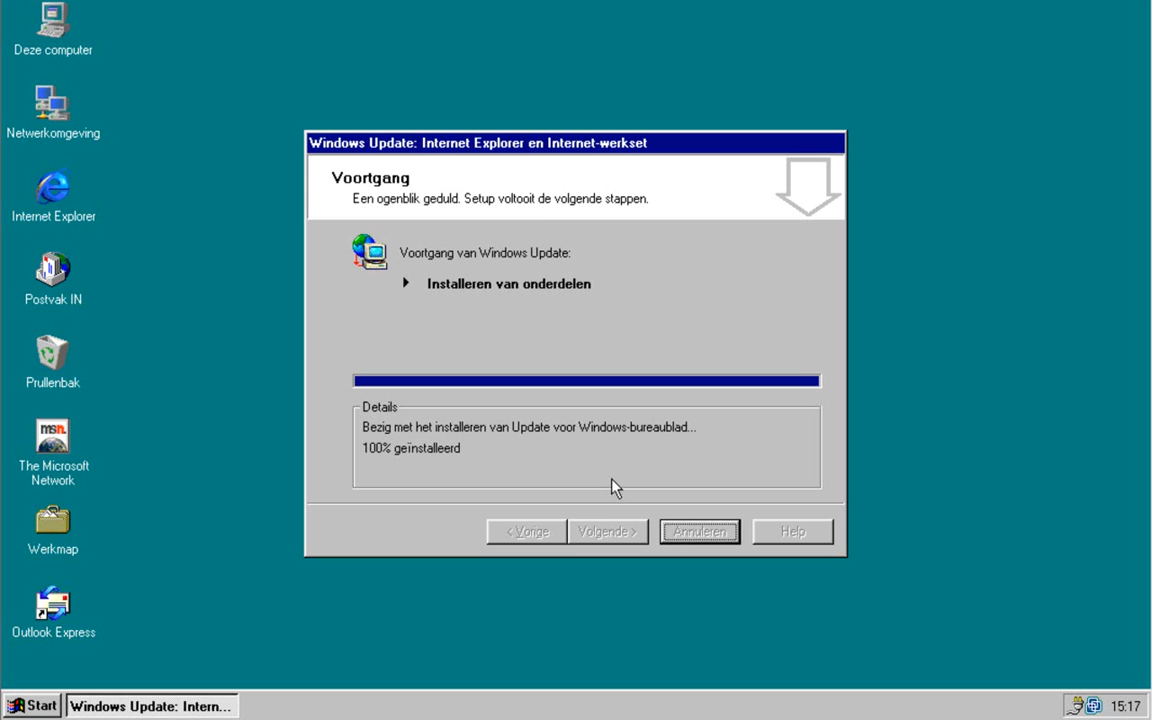 Deze computer
Netwerkomgeving
Internet Explorer
Postvak IN
Prullenbak
msn.
The Microsoft
Network
Werkmap
Outlook Express
Windows Update: Internet Explorer en Internet-werkset
Voortgang
Een ogenblik geduld. Setup voltooit de volgende stappen.
Voortgang van Windows Update:
Installeren van onderdelen
Details
Bezig met het installeren van Update voor Windows-bureaublad...
100% geïnstalleerd
< Vorige
Volgende >
Annuleren
Help
Start
Windows Update: Intern...
15:17